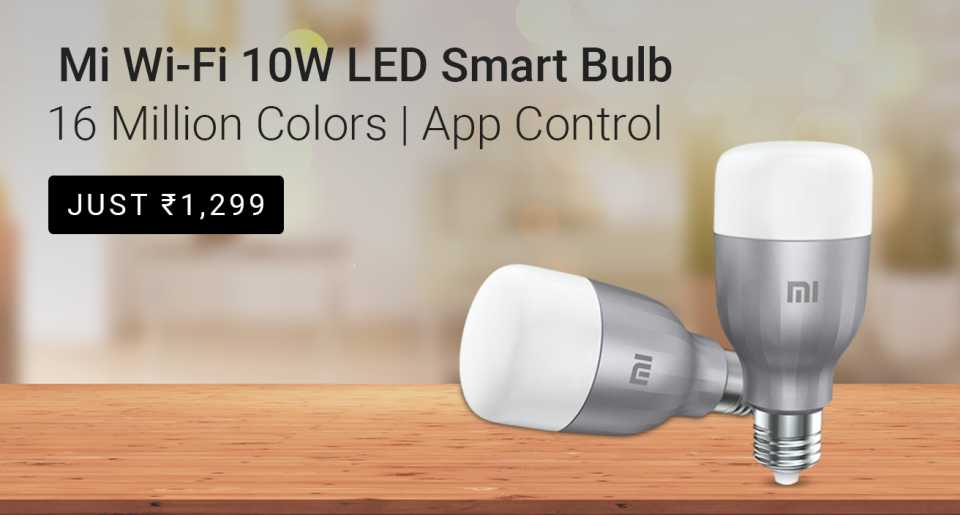 Mi Wi-Fi 10W LED Smart Bulb
16 Million Colors | App Control
JUST ₹1,299
mi
mi